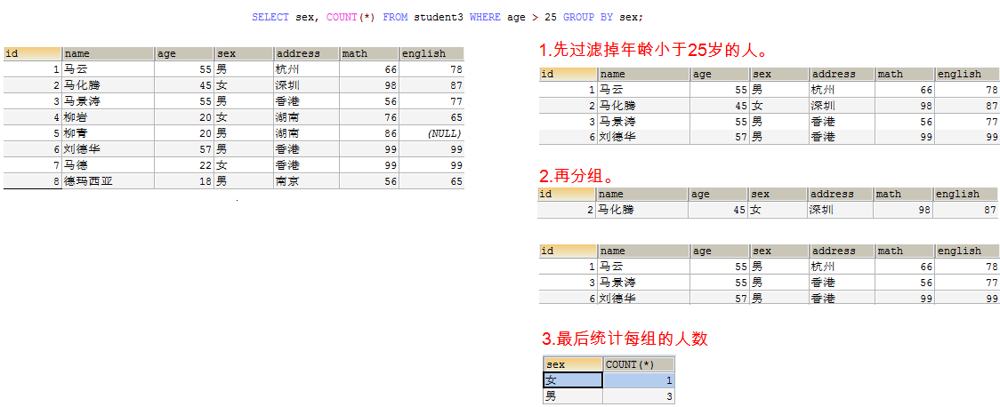 SELECT sex, COUNT(*) FROM student3 WHERE age > 25 GROUP BY sex;
id name age sex address math english
1 马云 55 男 杭州 66 78
2 马化腾 45 女 深圳 98 87
3 马景涛 55 男 香港 56 77
4 柳岩 20 女 湖南 76 65
5 柳青 20 男 湖南 86 (NULL)
6 刘德华 57 男 香港 99 99
7 马德 22 女 香港 99 99
8 德玛西亚 18 男 南京 56 65
1.先过滤掉年龄小于25岁的人。
id name age sex address math english
1 马云 55 男 杭州 66 78
2 马化腾 45 女 深圳 98 87
3 马景涛 55 男 香港 56 77
6 刘德华 57 男 香港 99 99
2.再分组。
id name age sex address math english
2 马化腾 45 女 深圳 98 87
id name age sex address math english
1 马云 55 男 杭州 66 78
3 马景涛 55 男 香港 56 77
6 刘德华 57 男 香港 99 99
3.最后统计每组的人数
sex COUNT(*)
女 1
男 3